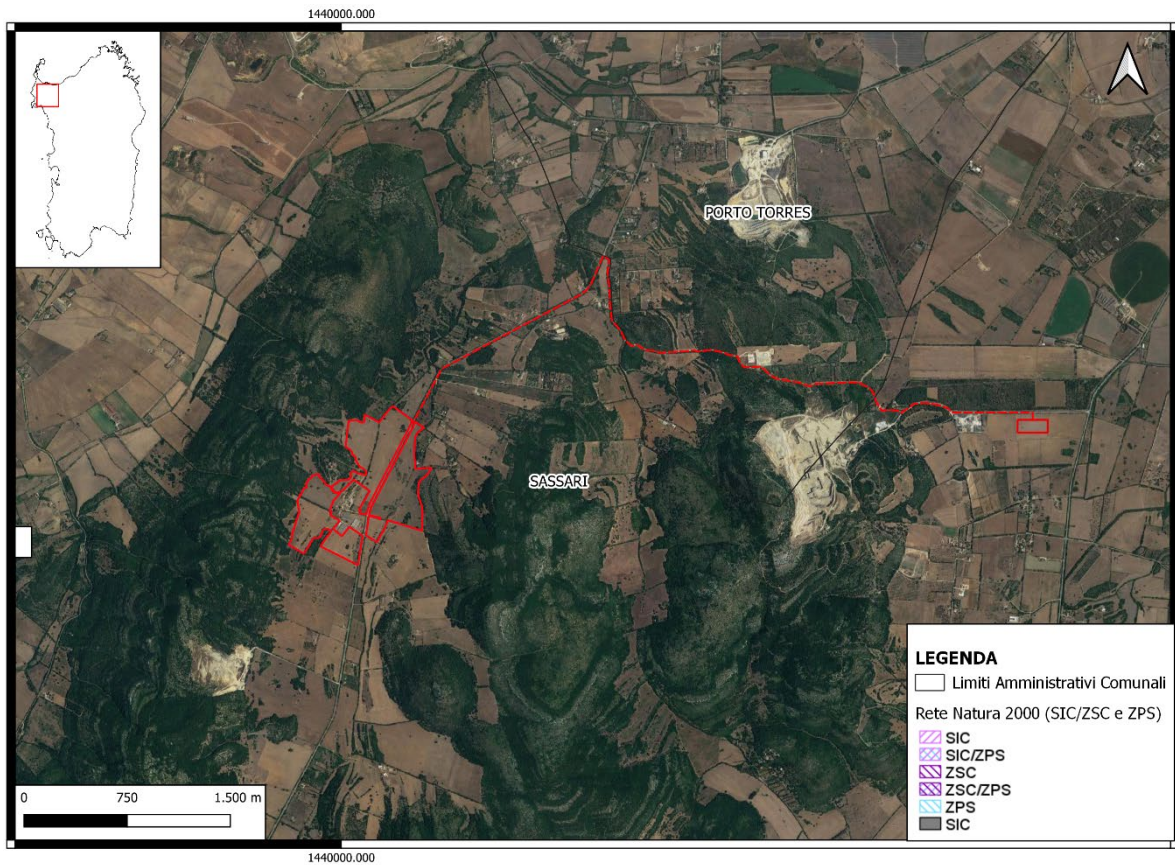 1440000.000
PORTO TORRES
SASSARI
LEGENDA
Limiti Amministrativi Comunali
Rete Natura 2000 (SIC/ZSC e ZPS)
SIC
SIC/ZPS
ZSC
ZSC/ZPS
ZPS
SIC
0 750 1.500 m
1440000.000